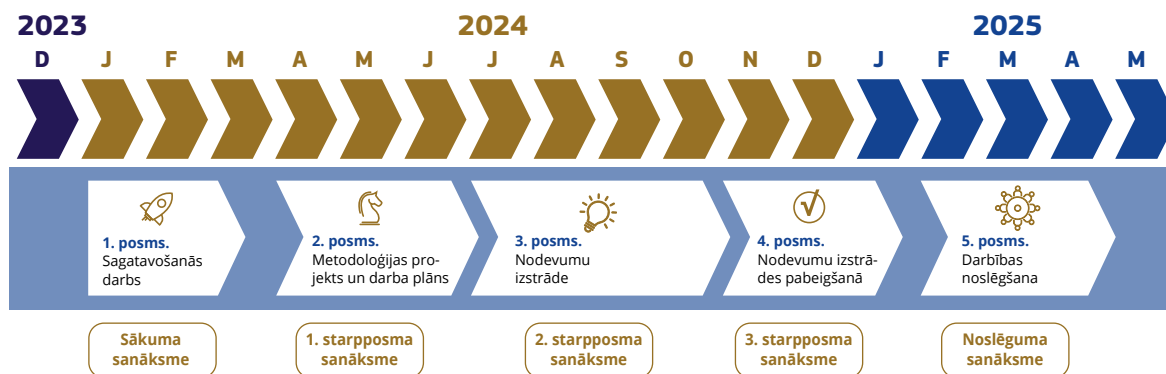 2023 2024 2025
D J F M A M J J A S O N D J F M A M
1. posms.
Sagatavošanās
darbs
2. posms.
Metodoloģijas pro-
jekts un darba plāns
3. posms.
Nodevumu
izstrāde
4. posms.
Nodevumu izstrā-
des pabeigšanā
5. posms.
Darbības
noslēgšana
Sākuma
sanāksme
1. starpposma
sanāksme
2. starpposma
sanāksme
3. starpposma
sanāksme
Noslēguma
sanāksme